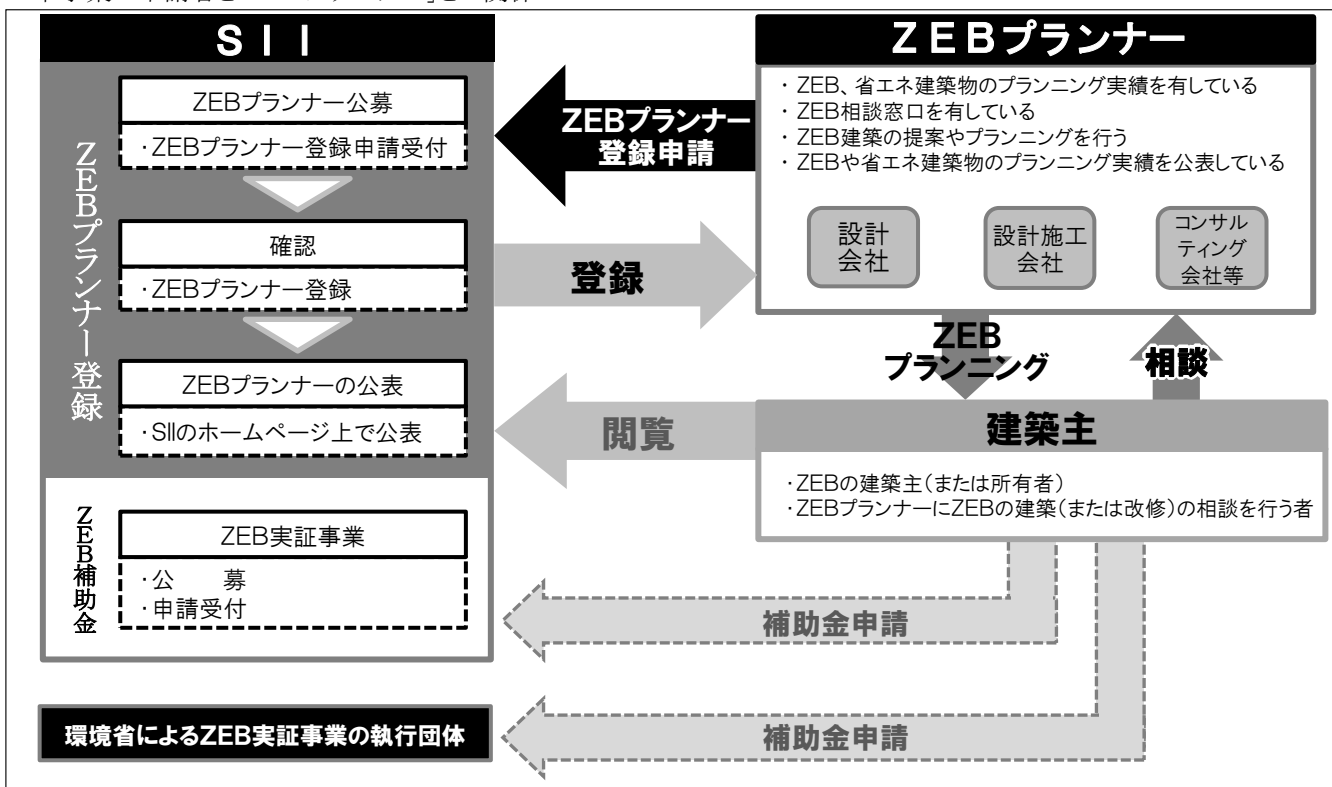 SII
ZEBプランナー登録
ZEBプランナー公募
・ZEBプランナー登録申請受付
確認
・ZEBプランナー登録
ZEBプランナーの公表
・SIIのホームページ上で公表
ZEB補助金
ZEB実証事業
・公　募
・申請受付
環境省によるZEB実証事業の執行団体
ZEBプランナー
登録申請
登録
閲覧
補助金申請
補助金申請
ZEBプランナー
・ ZEB、省エネ建築物のプランニング実績を有している
・ ZEB相談窓口を有している
・ ZEB建築の提案やプランニングを行う
・ ZEBや省エネ建築物のプランニング実績を公表している
設計
会社
設計施工
会社
コンサル
ティング
会社等
ZEB
プランニング
相談
建築主
・ZEBの建築主(または所有者)
・ZEBプランナーにZEBの建築(または改修)の相談を行う者